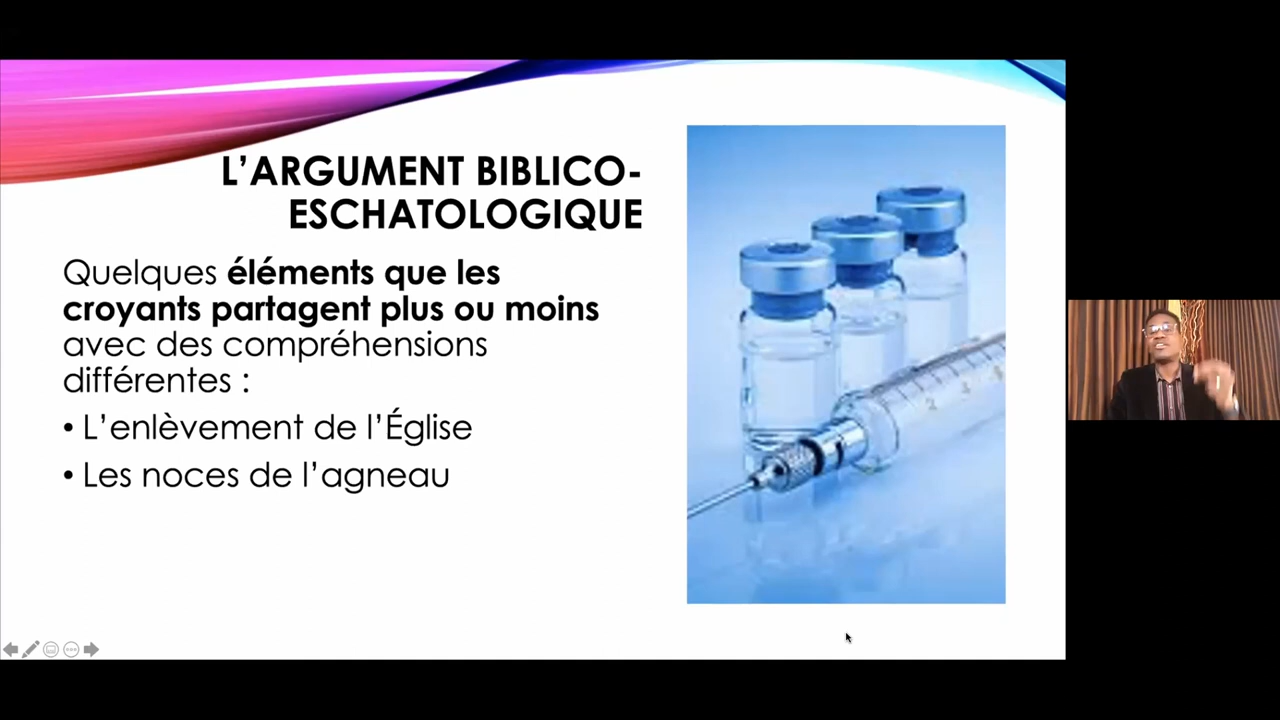 L’ARGUMENT BIBLICO-
ESCHATOLOGIQUE
Quelques éléments que les
croyants partagent plus ou moins
avec des compréhensions
différentes :
• L’enlèvement de l’Église
• Les noces de l’agneau